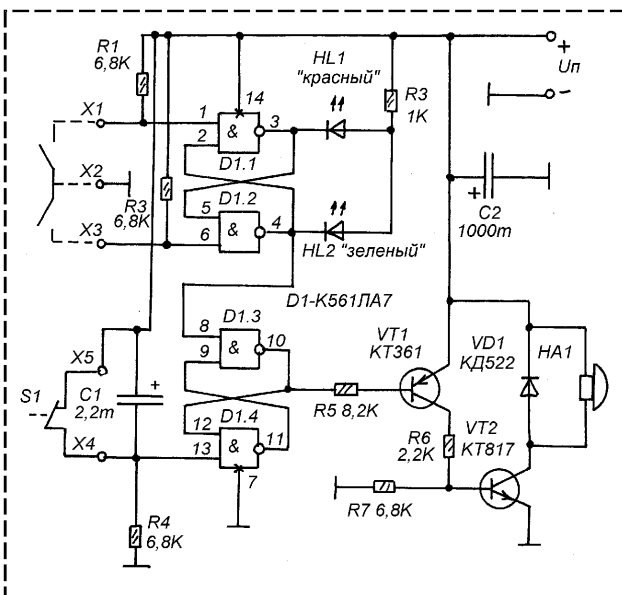 R1
6,8K
HL1
"красный"
+
Uп
-
X1
1
14
3
R3
1K
2
&
D1.1
X2
R3
6,8K
D1.2
+
C2
1000m
X3
5
&
4
6
HL2 "зеленый"
D1-К561ЛА7
8
D1.3
10
9
&
VT1
КТ361
VD1
КД522
HA1
X5
S1
C1
2,2m
+
R5 8,2K
12
D1.4
&
11
R6
2,2K
VT2
КТ817
X4
13
7
R4
6,8K
R7 6,8K